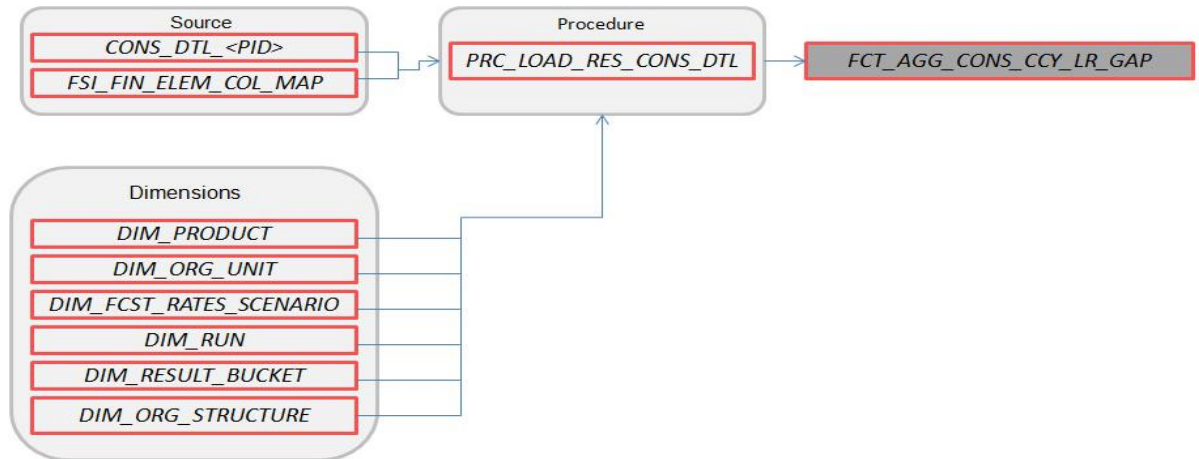 Source
CONS_DTL_<PID>
FSI_FIN_ELEM_COL_MAP
Procedure
PRC_LOAD_RES_CONS_DTL
FCT_AGG_CONS_CCY_LR_GAP
Dimensions
DIM_PRODUCT
DIM_ORG_UNIT
DIM_FCST_RATES_SCENARIO
DIM_RUN
DIM_RESULT_BUCKET
DIM_ORG_STRUCTURE